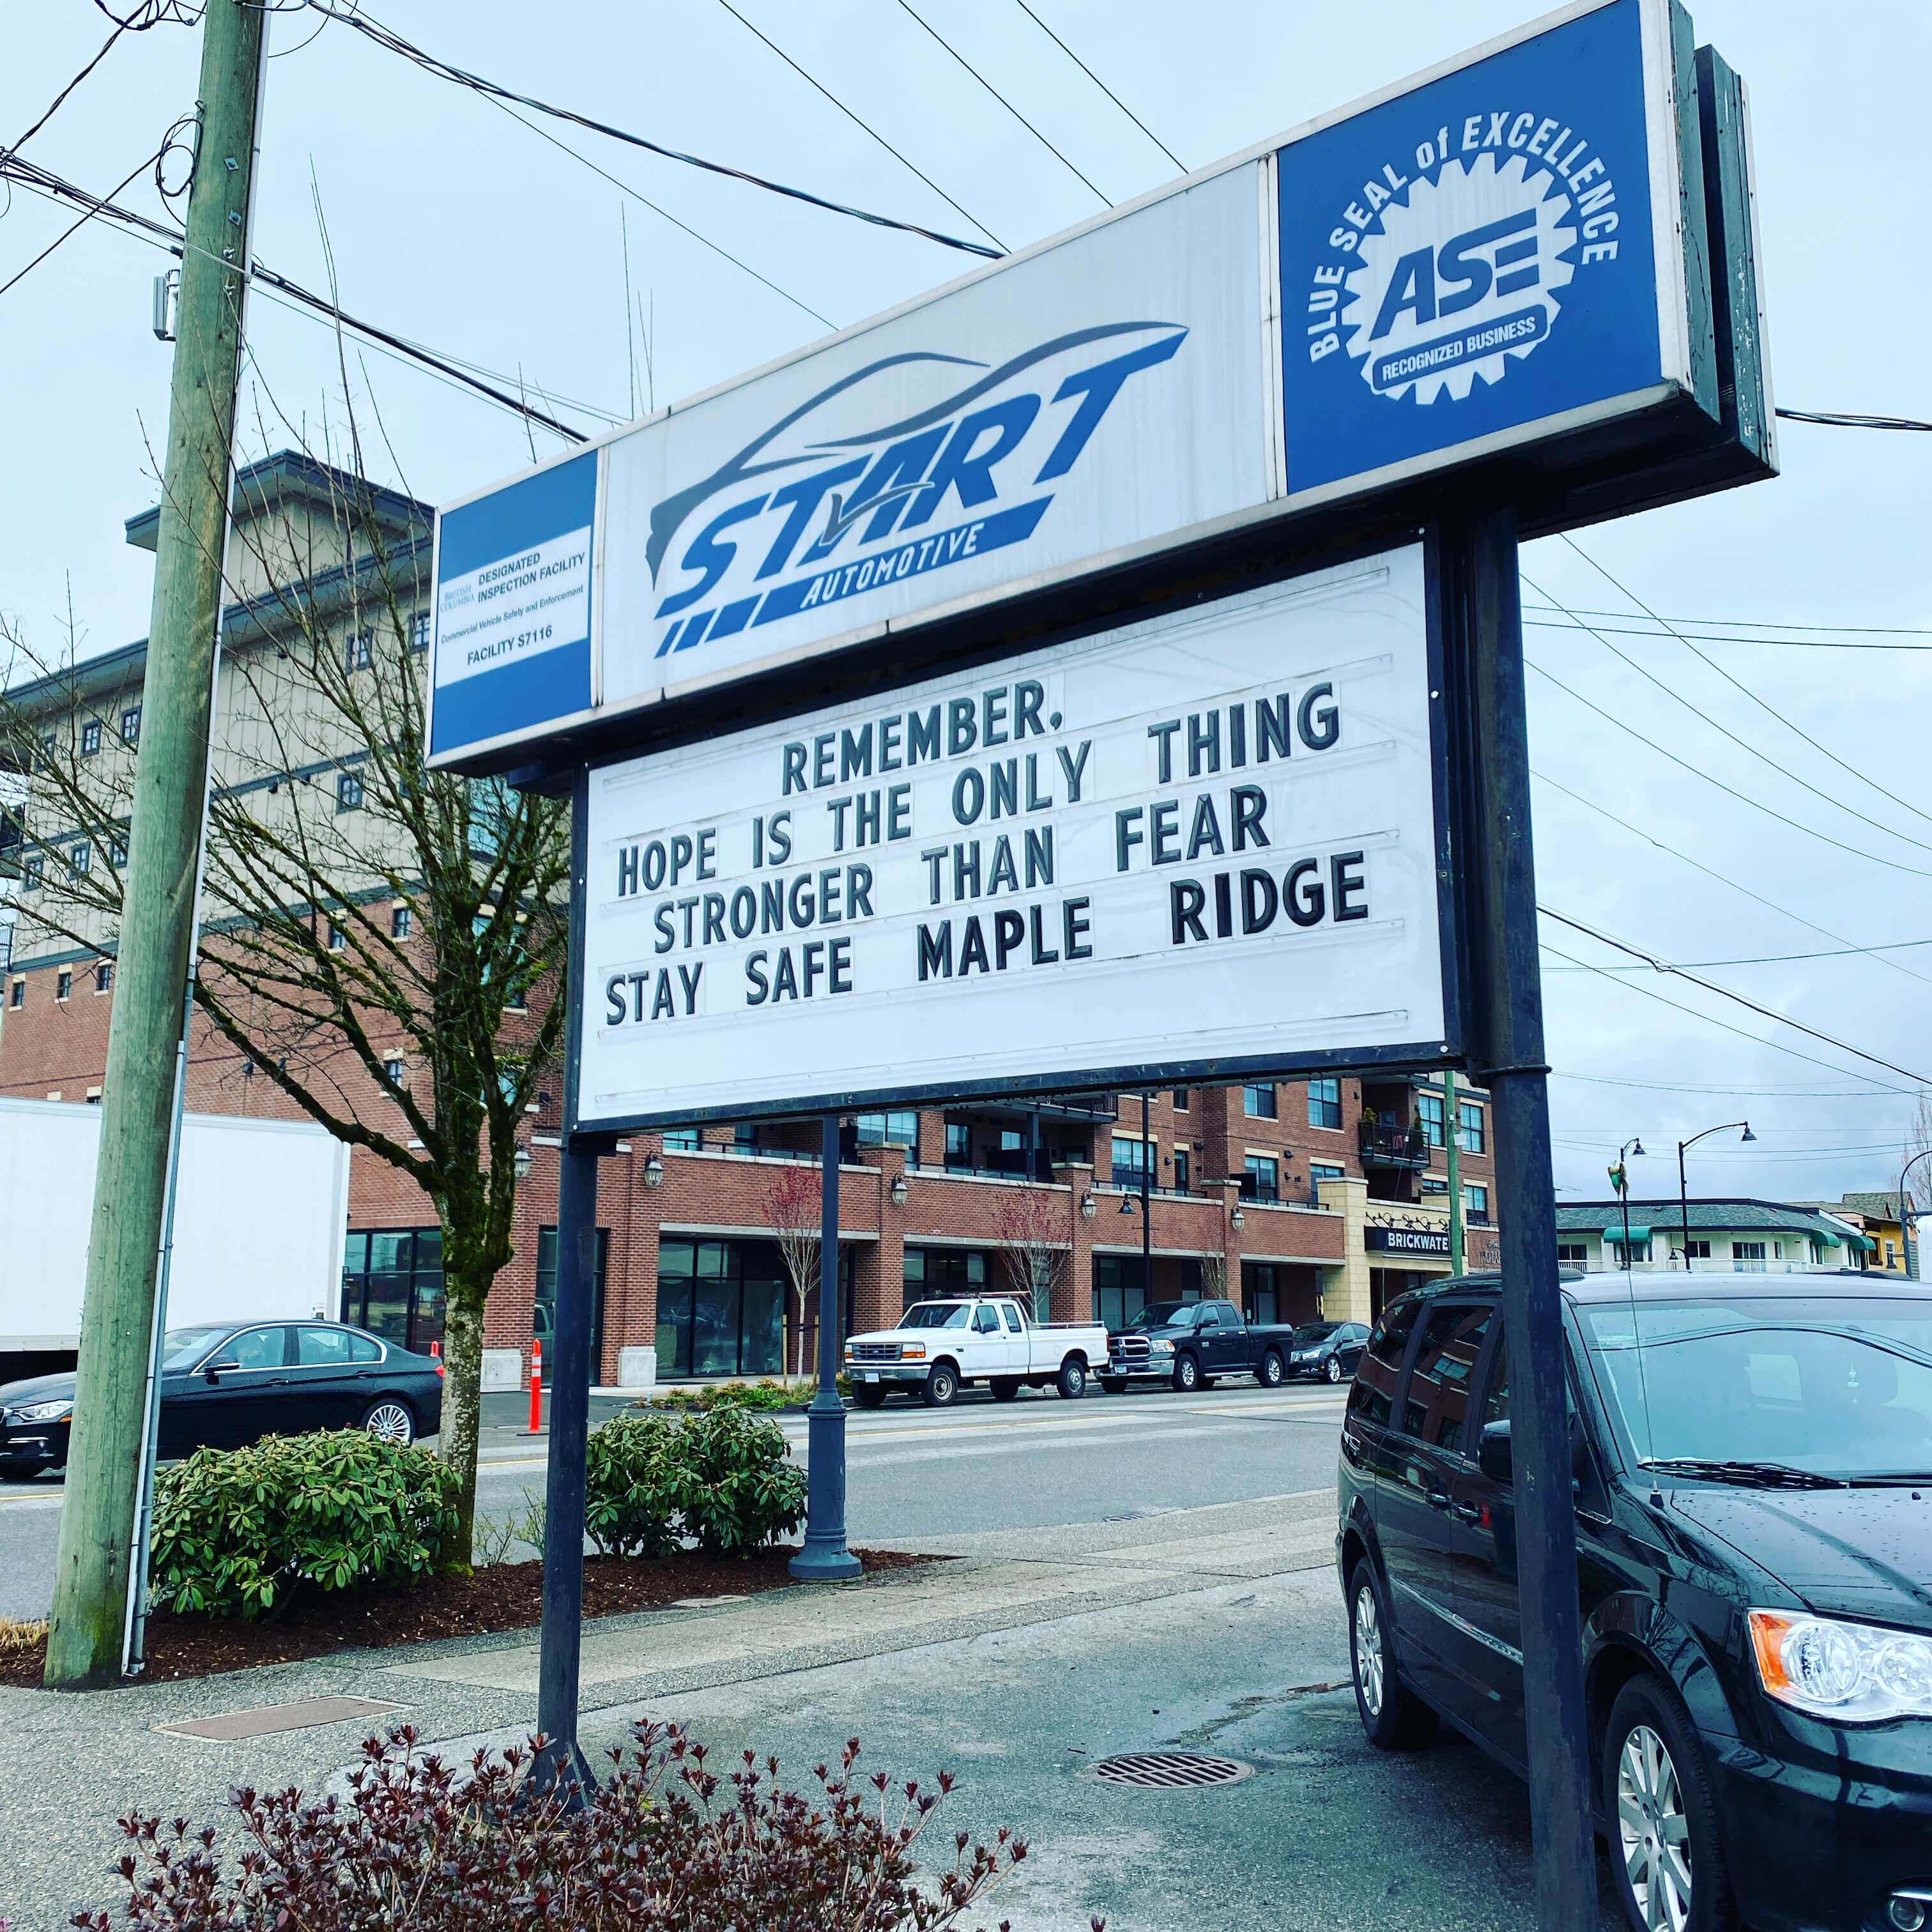 BLUE SEAL of EXCELLENCE
ASE
RECOGNIZED BUSINESS
START
AUTOMOTIVE
BRITISH
COLUMBIA
DESIGNATED
INSPECTION FACILITY
Commercial Vehicle Safety and Enforcement
FACILITY S7116
REMEMBER,
HOPE IS THE ONLY THING
STRONGER THAN FEAR
STAY SAFE MAPLE RIDGE
BRICKWATE